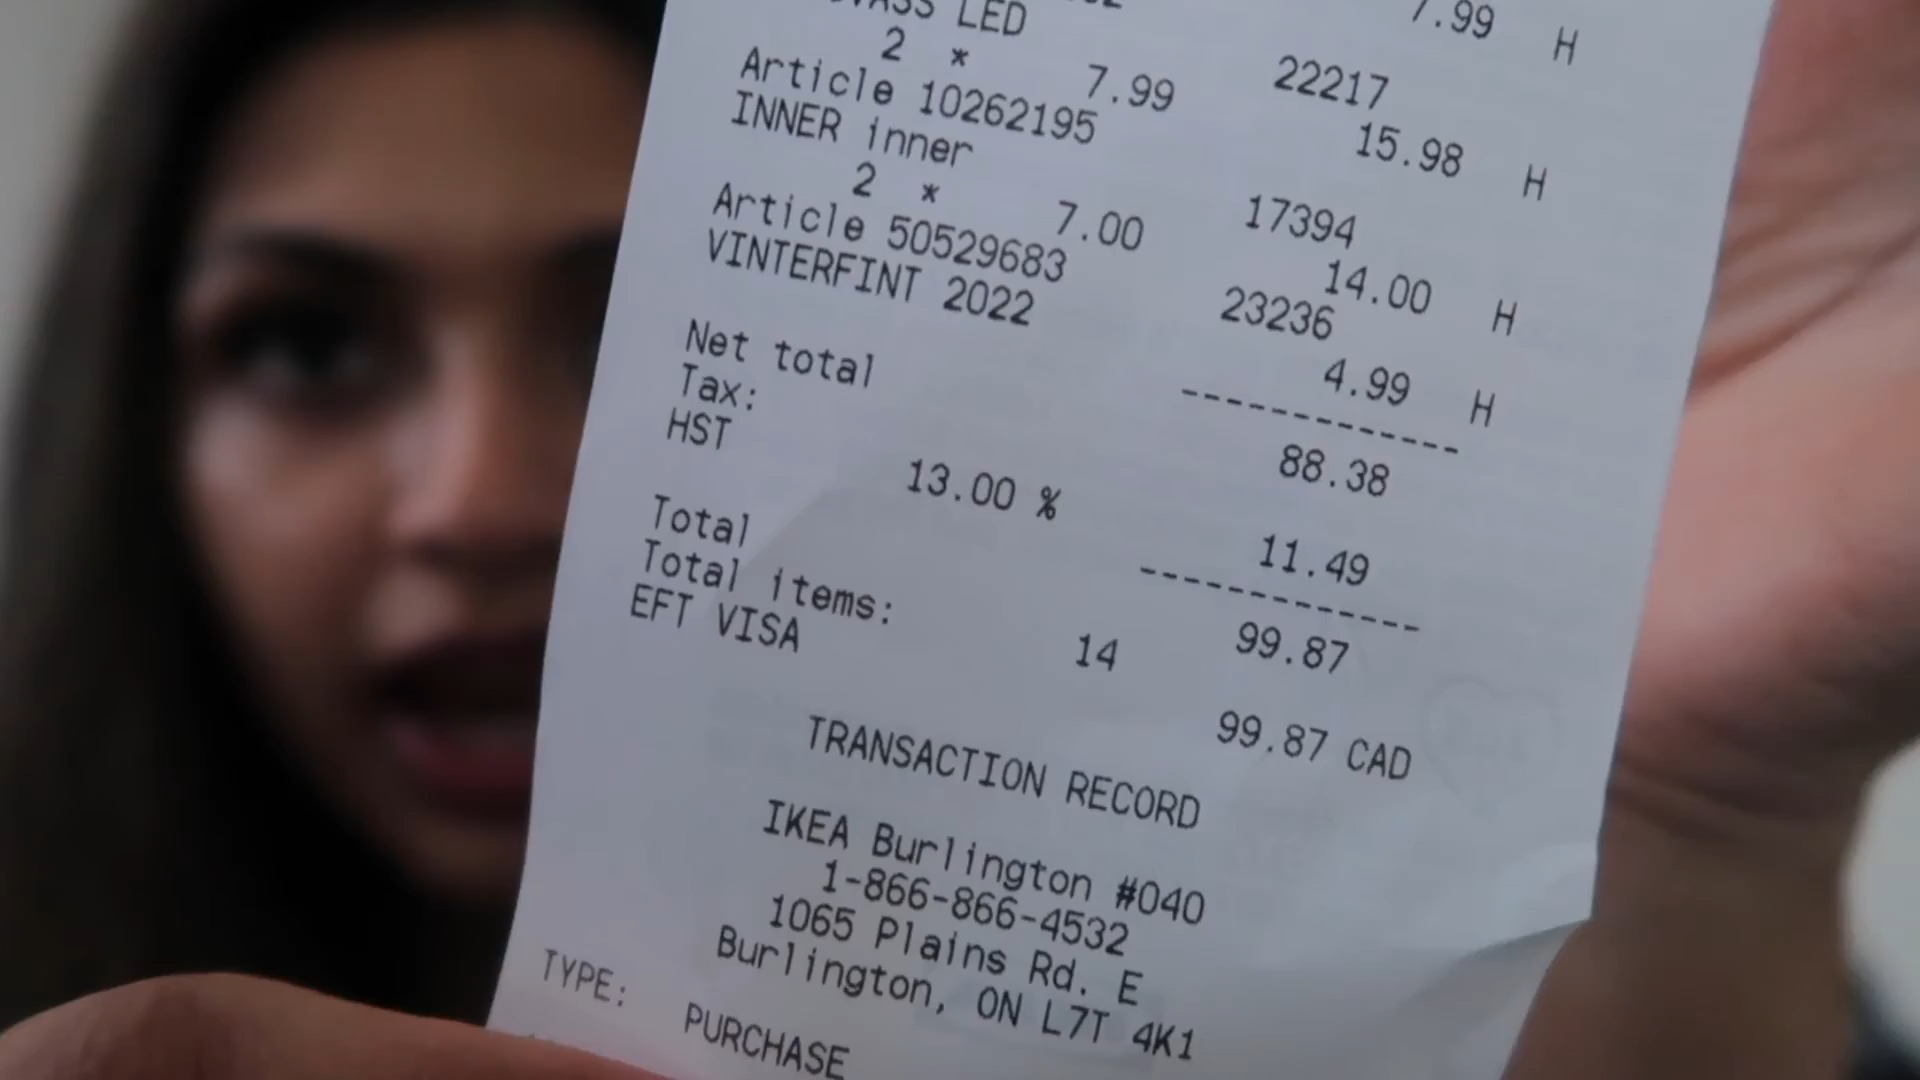 7.99 H
LED 22217
2 * 7.99 15.98 H
Article 10262195
INNER inner 17394
2 * 7.00 14.00 H
Article 50529683 23236
VINTERFINT 2022 4.99 H
------------
Net total 88.38
Tax:
HST 13.00 % 11.49
------------
Total 99.87
Total items: 14
EFT VISA 99.87 CAD
TRANSACTION RECORD
IKEA Burlington #040
1-866-866-4532
1065 Plains Rd. E
Burlington, ON L7T 4K1
TYPE: PURCHASE